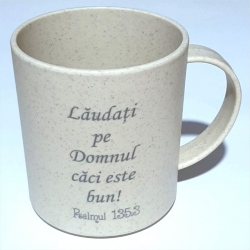 Lăudați
pe
Domnul
căci este
bun!
Psalmul 135:3